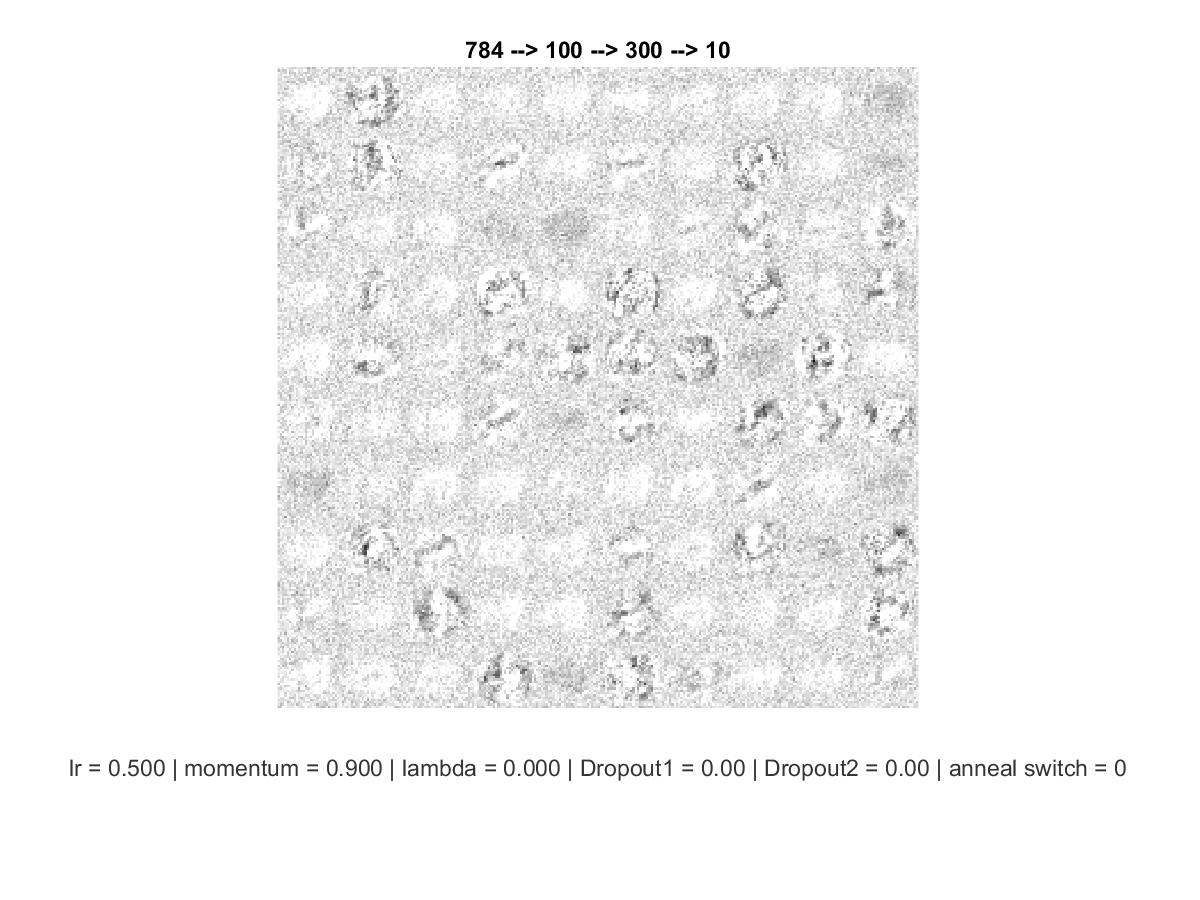 784 --> 100 --> 300 --> 10
lr = 0.500 | momentum = 0.900 | lambda = 0.000 | Dropout1 = 0.00 | Dropout2 = 0.00 | anneal switch = 0